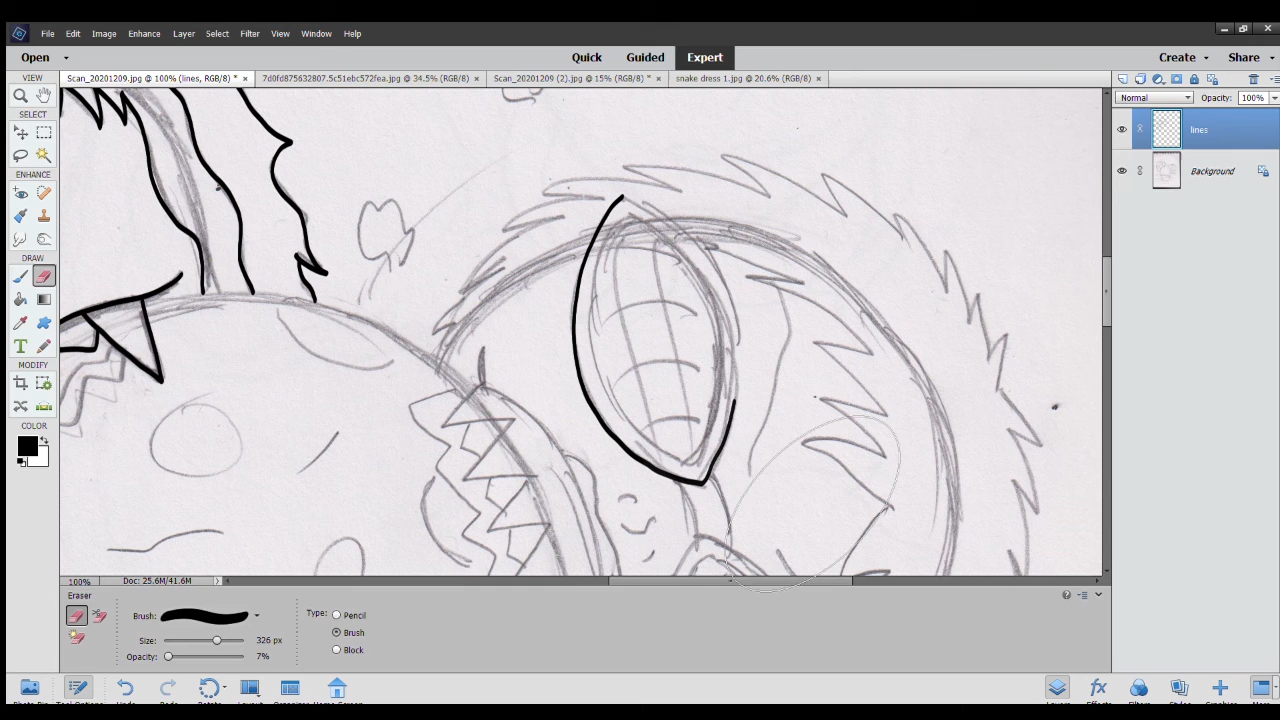 File Edit Image Enhance Layer Select Filter View Window Help
Open Quick Guided Expert Create Share
VIEW
Scan_20201209.jpg @ 100% (lines, RGB/8) * × 7d0fd875632807.5c51ebc572fea.jpg @ 34.5% (RGB/8) × Scan_20201209 (2).jpg @ 15% (RGB/8) * × snake dress 1.jpg @ 20.6% (RGB/8) ×
Normal Opacity: 100%
SELECT
lines
ENHANCE
Background
DRAW
T
MODIFY
COLOR
100% Doc: 25.6M/41.6M
Eraser
Brush: Type: Pencil
Brush
Size: 326 px
Block
Opacity: 7%